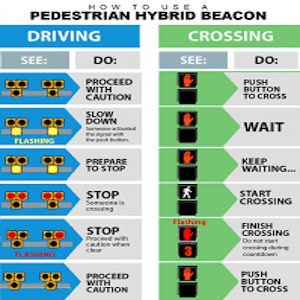 HOW TO USE A
PEDESTRIAN HYBRID BEACON
DRIVING
SEE:
DO:
PROCEED
WITH
CAUTION
SLOW
DOWN
Someone activated
the signal with
the push button.
FLASHING
PREPARE
TO STOP
STOP
Someone is
crossing
STOP
Proceed with
caution when
clear
FLASHING
PROCEED
WITH
CAUTION
CROSSING
SEE:
DO:
PUSH
BUTTON
TO CROSS
WAIT
KEEP
WAITING...
START
CROSSING
Flashing
3
FINISH
CROSSING
Do not start
crossing during
countdown
PUSH
BUTTON
TO CROSS